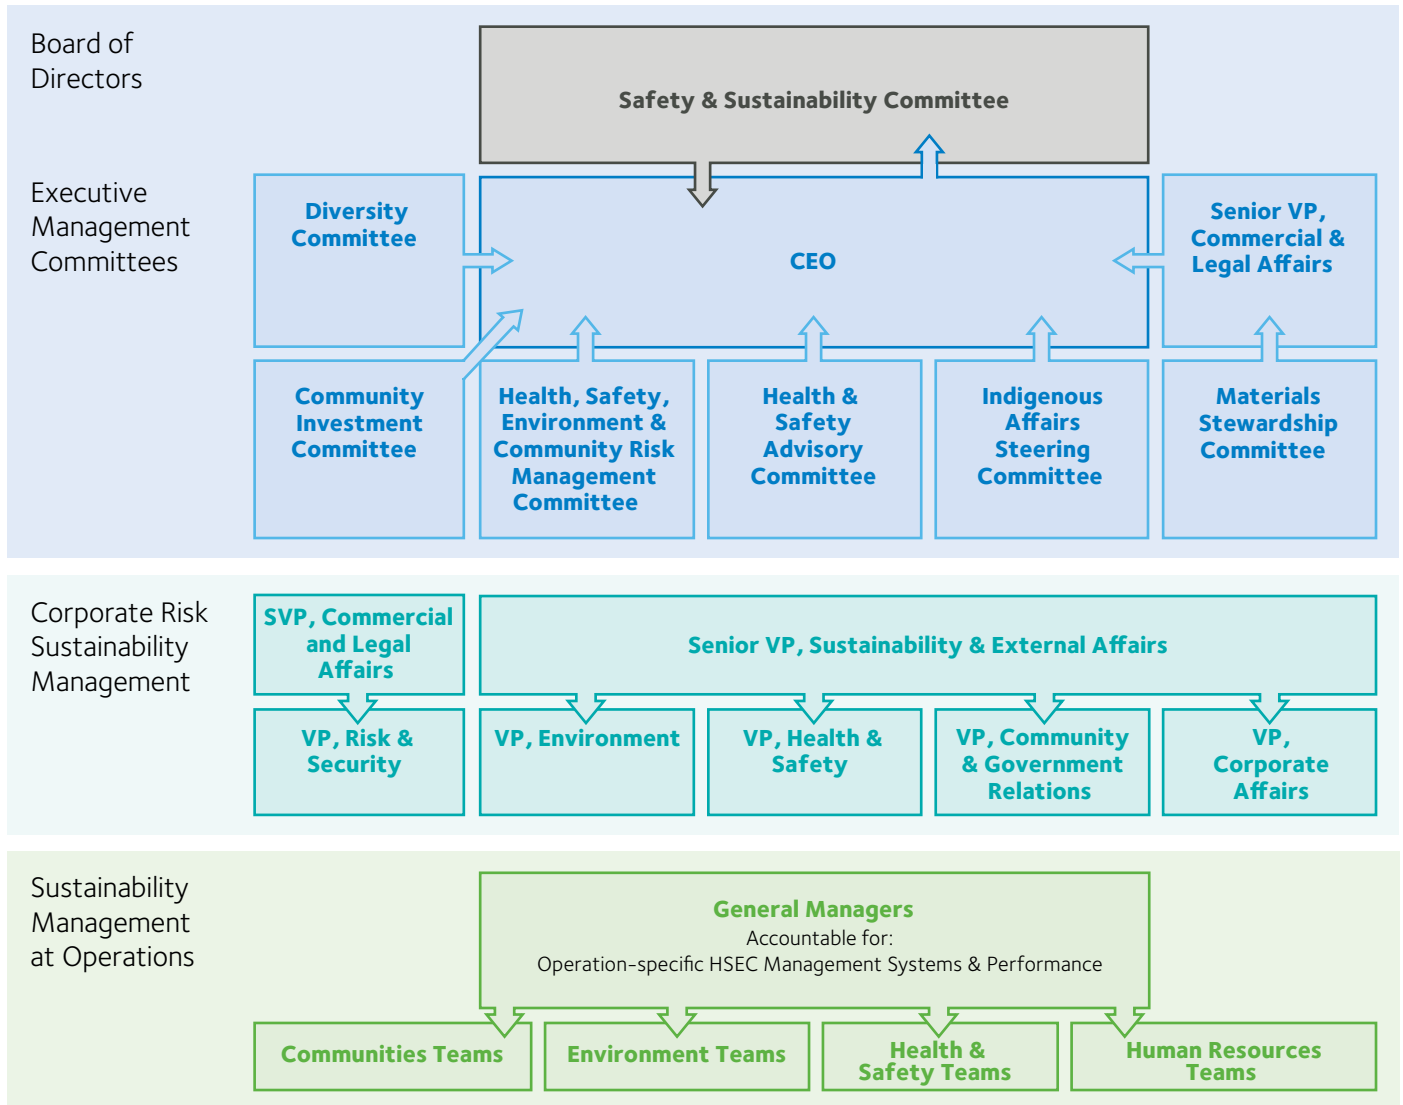 Board of
Directors
Safety & Sustainability Committee
Executive
Management
Committees
Diversity
Committee
CEO
Senior VP,
Commercial &
Legal Affairs
Community
Investment
Committee
Health, Safety,
Environment &
Community Risk
Management
Committee
Health &
Safety
Advisory
Committee
Indigenous
Affairs
Steering
Committee
Materials
Stewardship
Committee
Corporate Risk
Sustainability
Management
SVP, Commercial
and Legal
Affairs
Senior VP, Sustainability & External Affairs
VP, Risk &
Security
VP, Environment
VP, Health &
Safety
VP, Community
& Government
Relations
VP,
Corporate
Affairs
Sustainability
Management
at Operations
General Managers
Accountable for:
Operation-specific HSEC Management Systems & Performance
Communities Teams
Environment Teams
Health &
Safety Teams
Human Resources
Teams